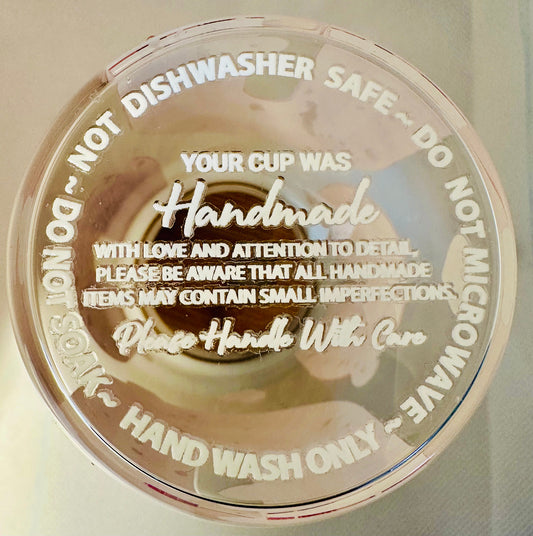 NOT DISHWASHER SAFE ~ DO NOT MICROWAVE ~ HAND WASH ONLY ~ DO NOT SOAK ~
YOUR CUP WAS
Handmade
WITH LOVE AND ATTENTION TO DETAIL,
PLEASE BE AWARE THAT ALL HANDMADE
ITEMS MAY CONTAIN SMALL IMPERFECTIONS.
Please Handle With Care